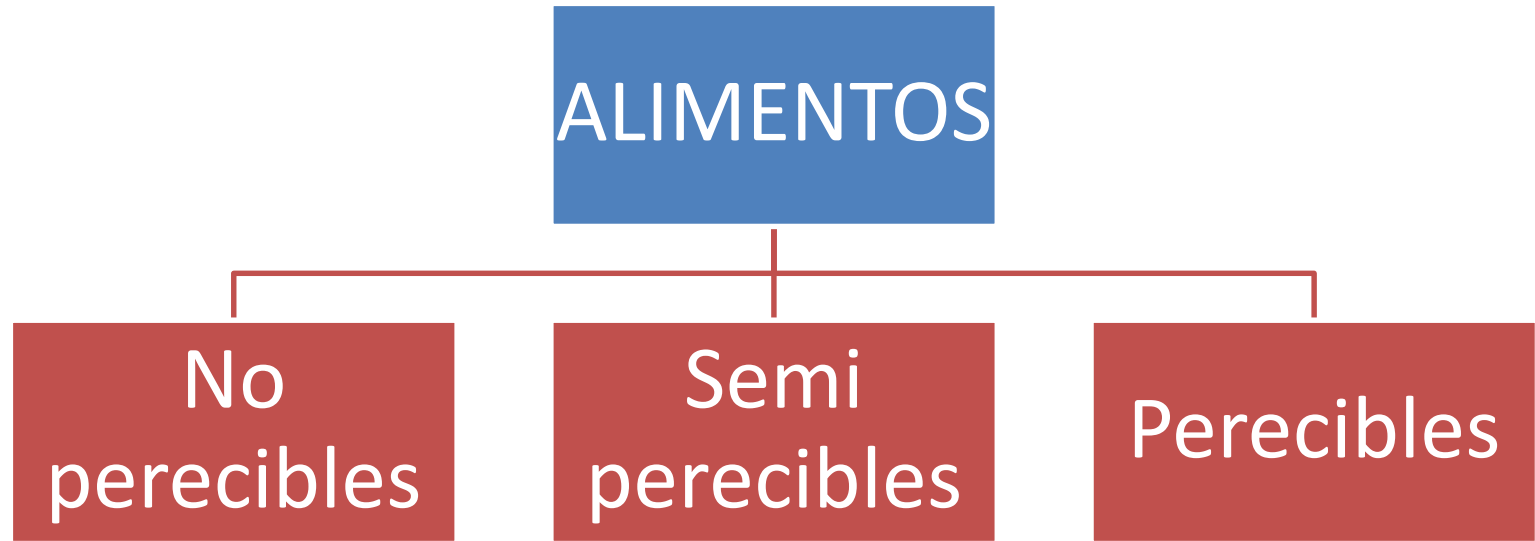 ALIMENTOS
No
perecibles
Semi
perecibles
Perecibles